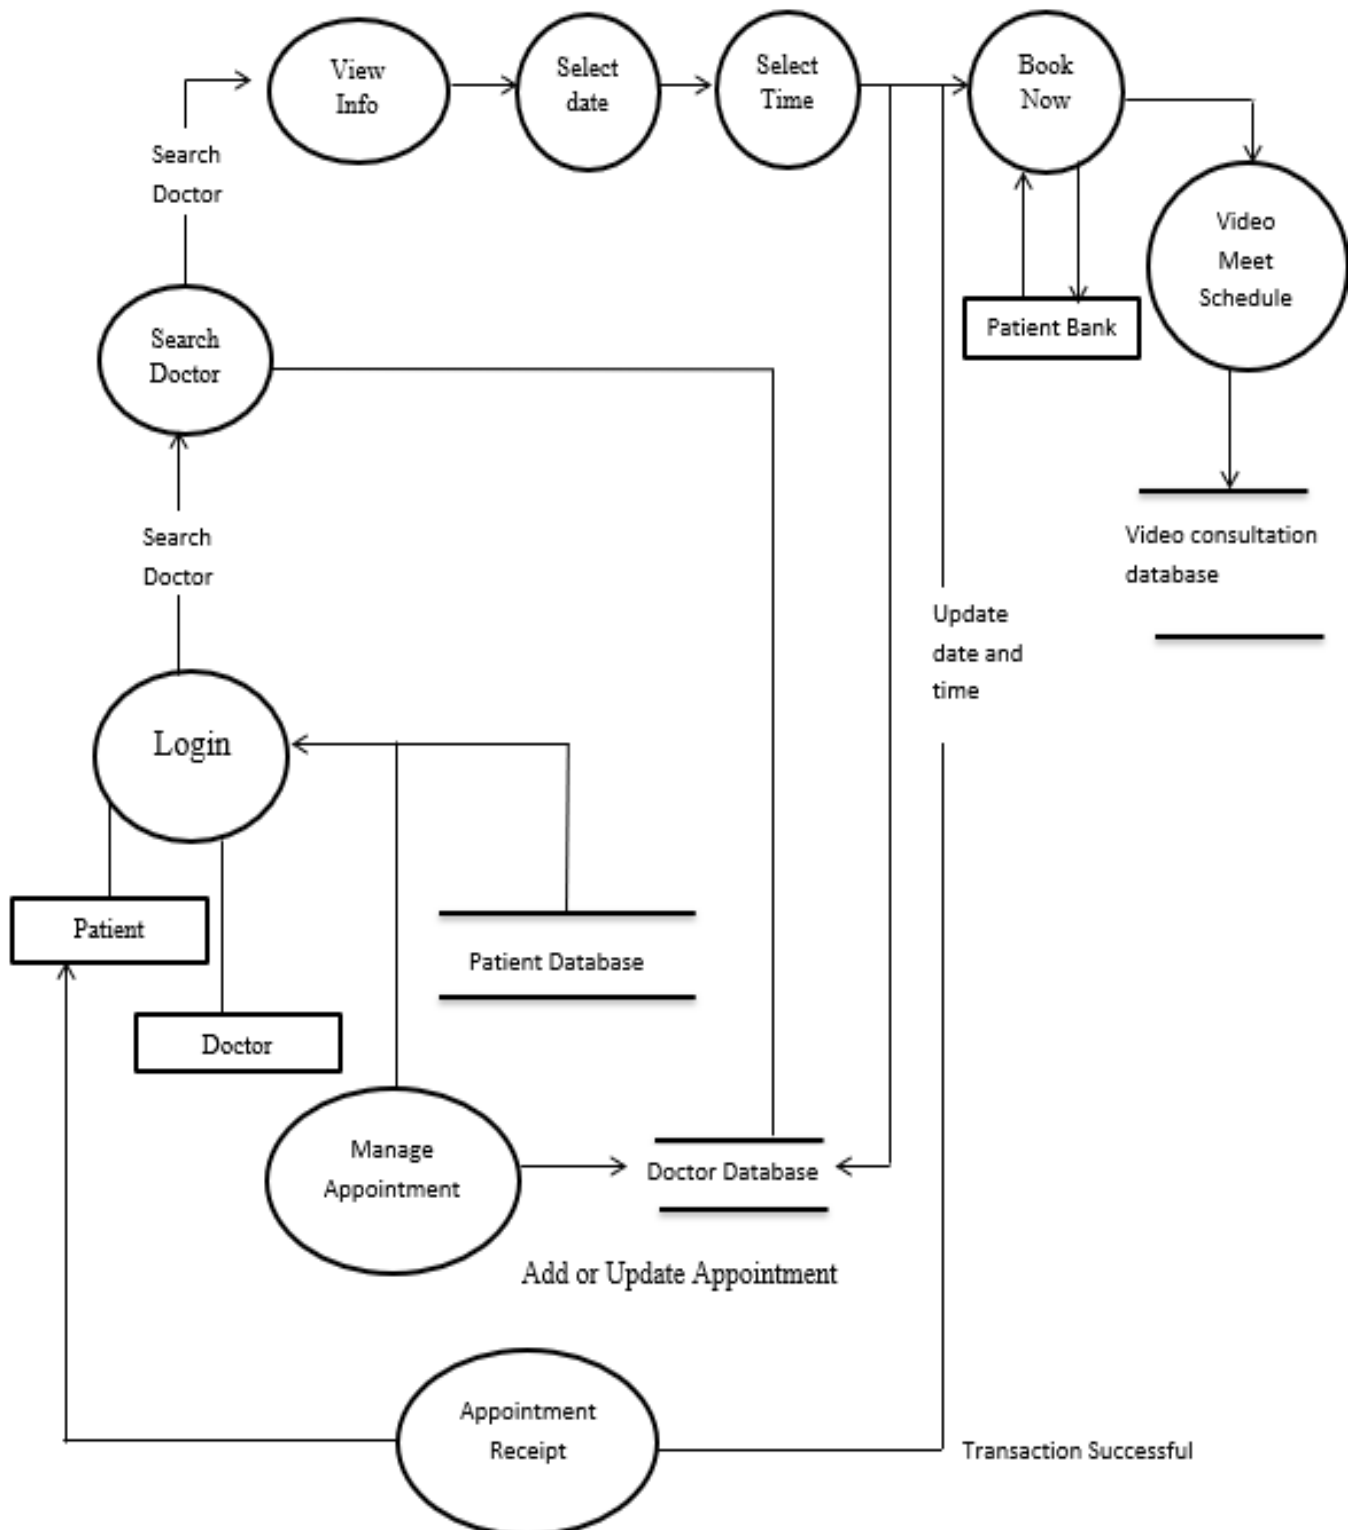 View
Info
Select
date
Select
Time
Book
Now
Search
Doctor
Video
Meet
Schedule
Patient Bank
Search
Doctor
Search
Doctor
Video consultation
database
Update
date and
time
Login
Patient
Patient Database
Doctor
Manage
Appointment
Doctor Database
Add or Update Appointment
Appointment
Receipt
Transaction Successful